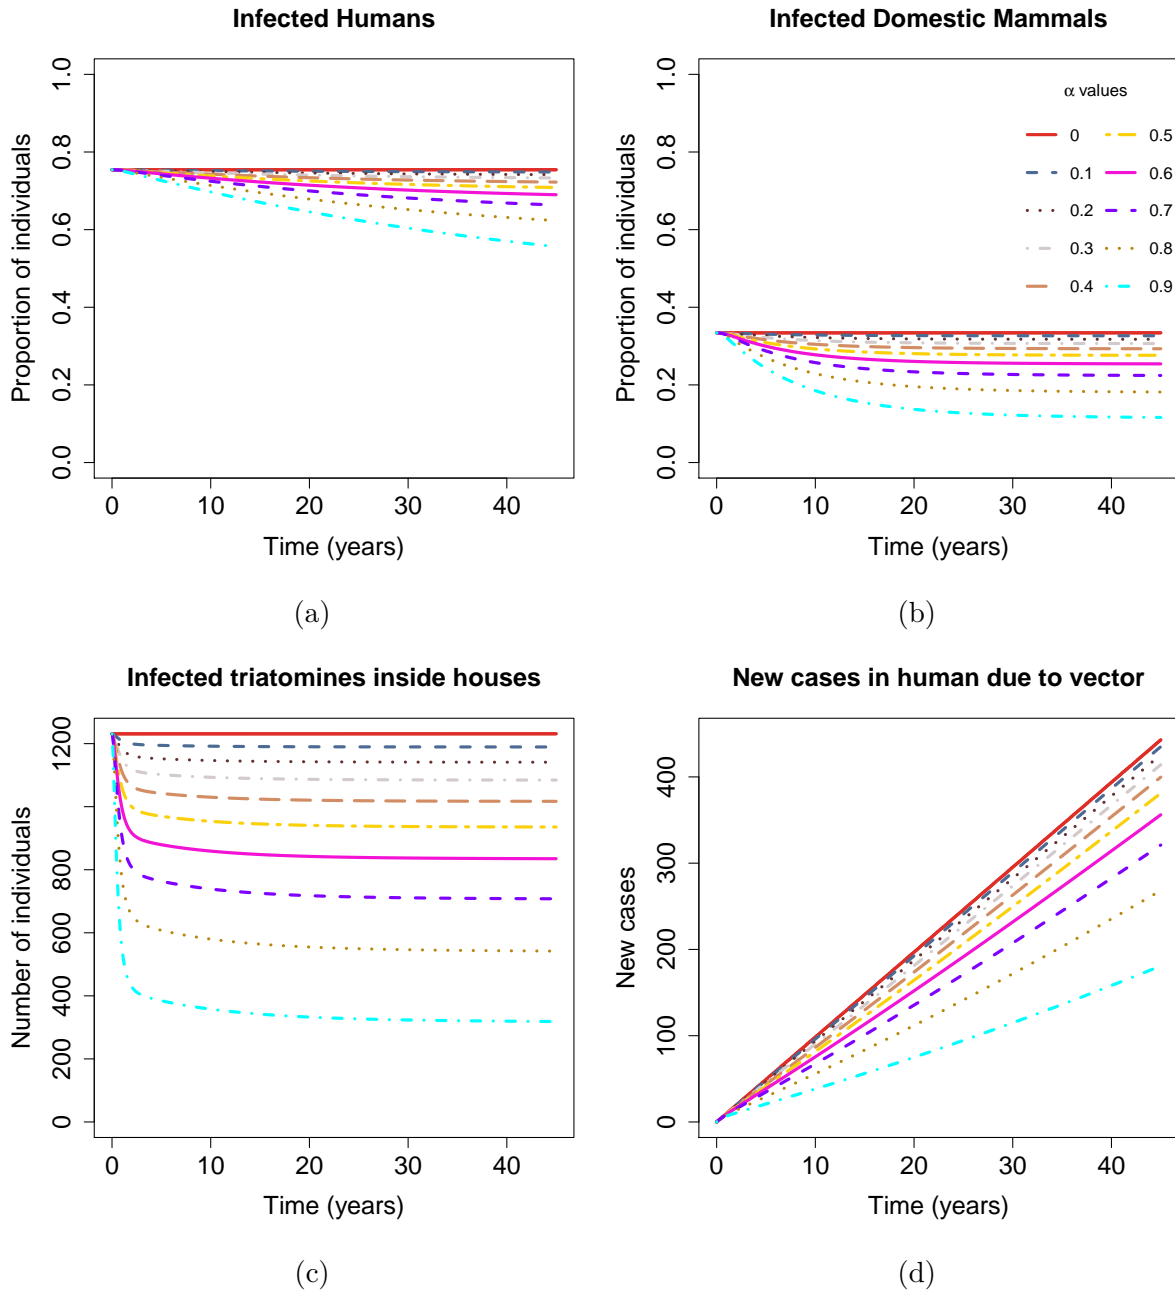 Infected Humans
Proportion of individuals
0.0 0.2 0.4 0.6 0.8 1.0
0 10 20 30 40
Time (years)
(a)
Infected Domestic Mammals
Proportion of individuals
0.0 0.2 0.4 0.6 0.8 1.0
α values
0 0.5
0.1 0.6
0.2 0.7
0.3 0.8
0.4 0.9
0 10 20 30 40
Time (years)
(b)
Infected triatomines inside houses
Number of individuals
0 200 400 600 800 1200
0 10 20 30 40
Time (years)
(c)
New cases in human due to vector
New cases
0 100 200 300 400
0 10 20 30 40
Time (years)
(d)